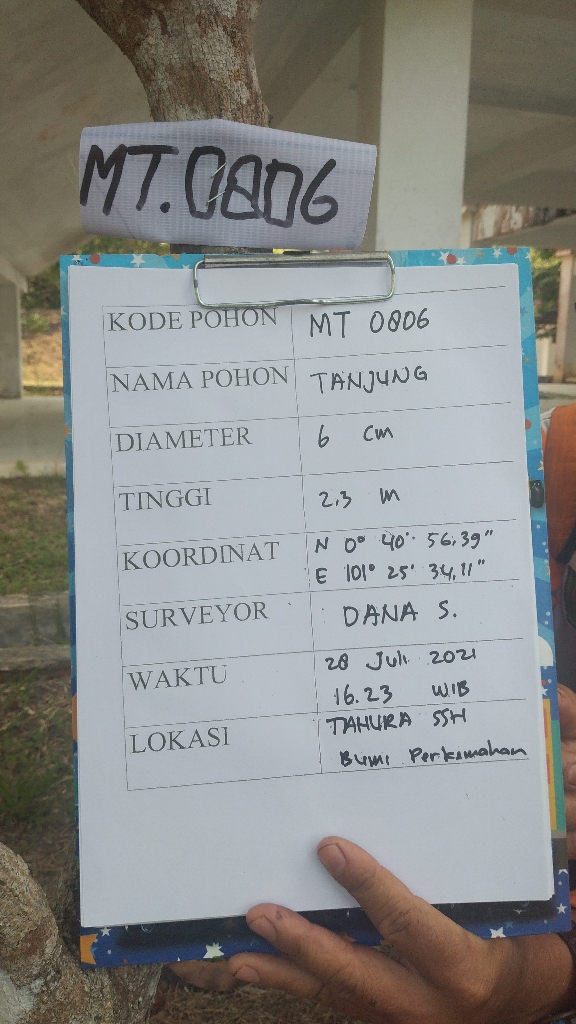 MT.0806
KODE POHON MT 0806
NAMA POHON TANJUNG
DIAMETER 6 cm
TINGGI 2.3 m
KOORDINAT N 0° 40' 56.39"
E 101° 25' 34,11"
SURVEYOR DANA S.
WAKTU 28 Juli 2021
16.23 WIB
LOKASI TAHURA SSH
Bumi Perkemahan